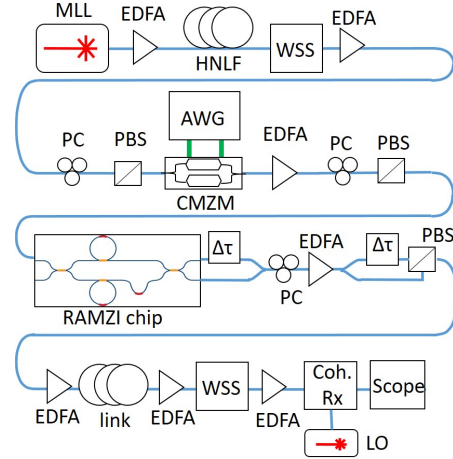 MLL
EDFA
HNLF
WSS
EDFA
PC
PBS
AWG
CMZM
EDFA
PC
PBS
RAMZI chip
Δτ
PC
EDFA
Δτ
PBS
EDFA
link
EDFA
WSS
EDFA
Coh.
Rx
Scope
LO